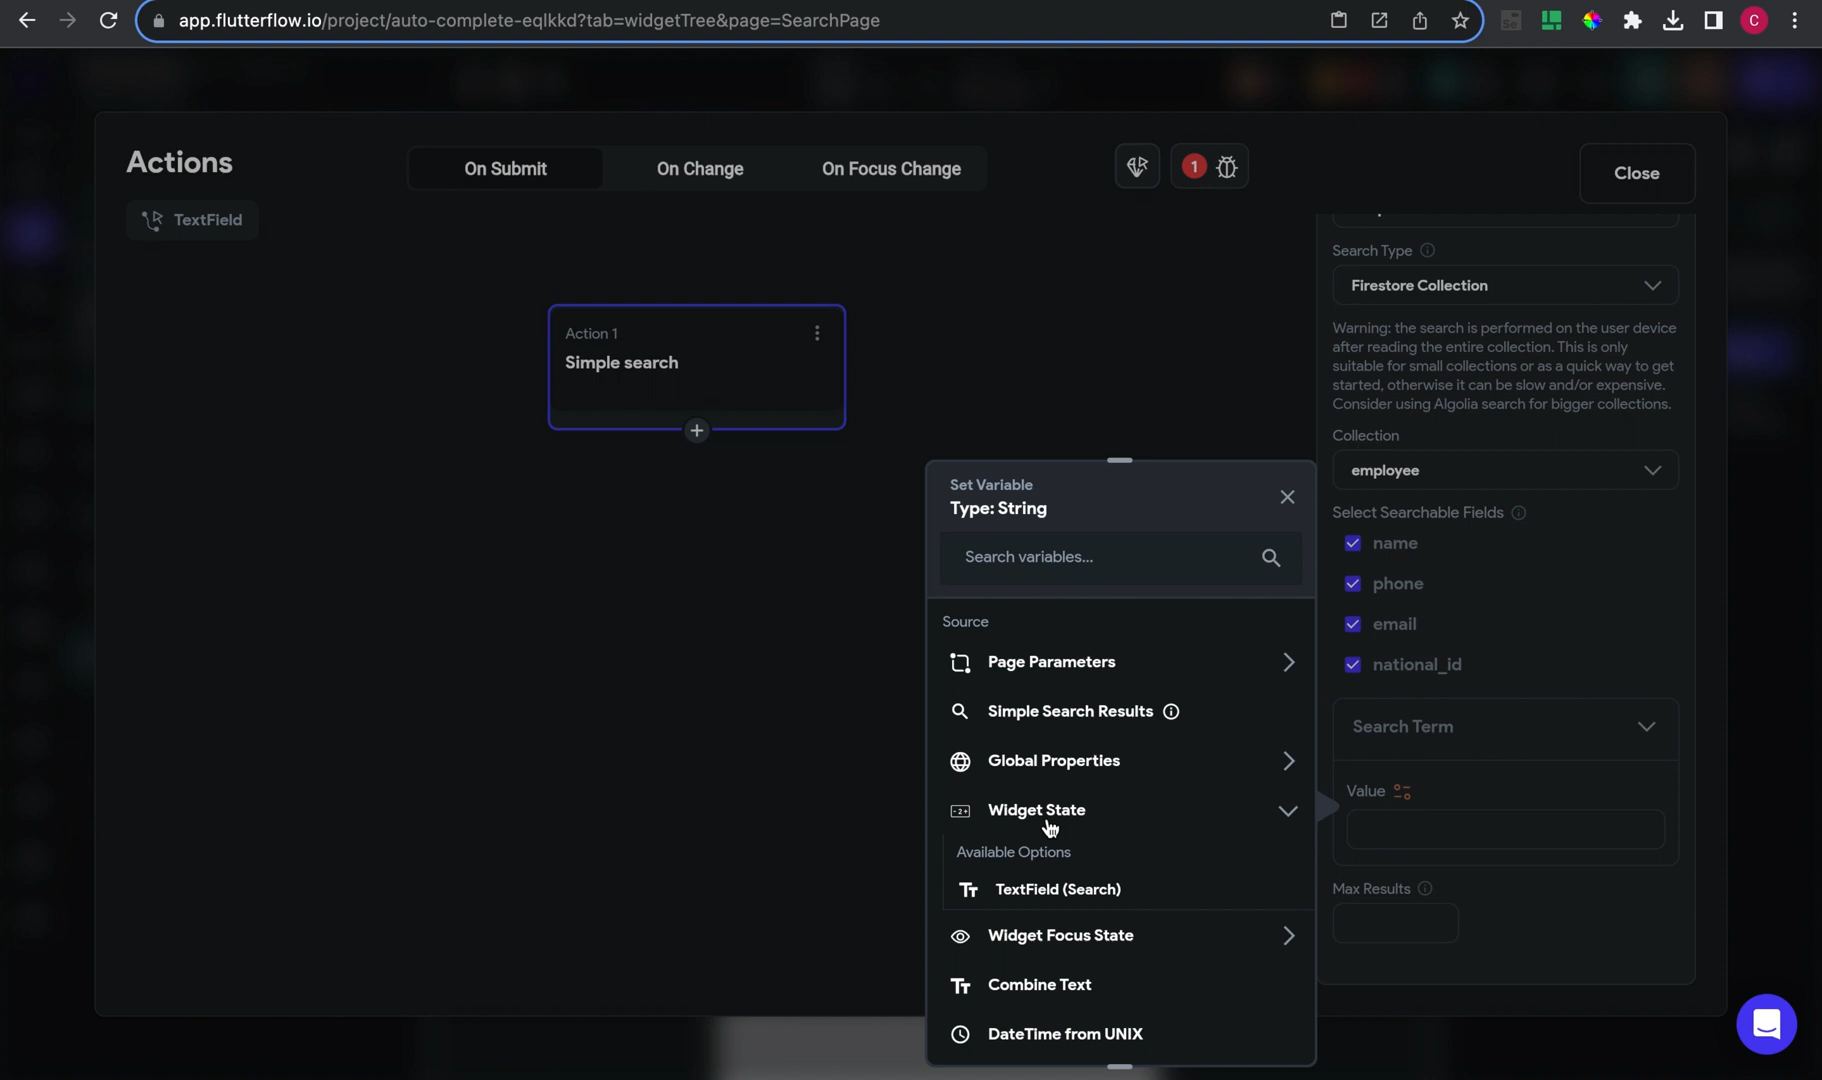 app.flutterflow.io/project/auto-complete-eqlkkd?tab=widgetTree&page=SearchPage
C
Actions
On Submit
On Change
On Focus Change
1
Close
TextField
Search Type
Firestore Collection
Warning: the search is performed on the user device
after reading the entire collection. This is only
suitable for small collections or as a quick way to get
started, otherwise it can be slow and/or expensive.
Consider using Algolia search for bigger collections.
Action 1
Simple search
Collection
employee
Select Searchable Fields
name
phone
email
national_id
Search Term
Value
Max Results
Set Variable
Type: String
Search variables...
Source
Page Parameters
Simple Search Results
Global Properties
Widget State
Available Options
TextField (Search)
Widget Focus State
Combine Text
DateTime from UNIX